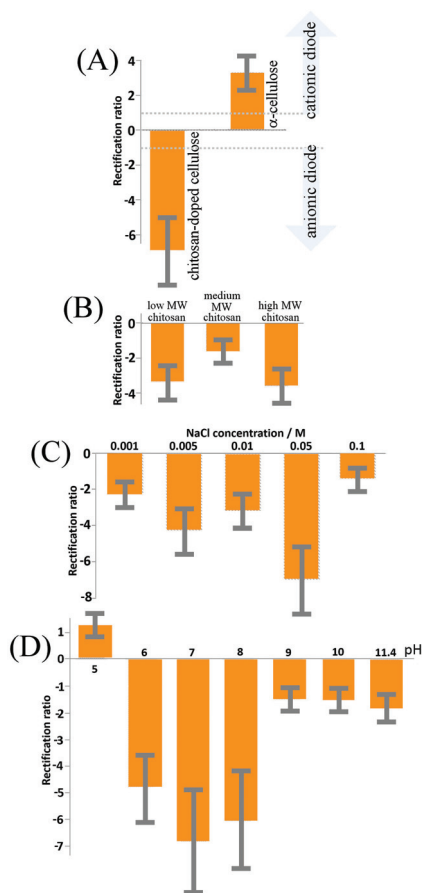 (A)
Rectification ratio
4
2
0
-2
-4
-6
chitosan-doped cellulose
α-cellulose
cationic diode
anionic diode
(B)
Rectification ratio
low MW
chitosan
medium
MW
chitosan
high MW
chitosan
0
-2
-4
(C)
NaCl concentration / M
0.001 0.005 0.01 0.05 0.1
Rectification ratio
0
-2
-4
-6
-8
(D)
Rectification ratio
1
0
-1
-2
-3
-4
-5
-6
-7
5 6 7 8 9 10 11.4 pH